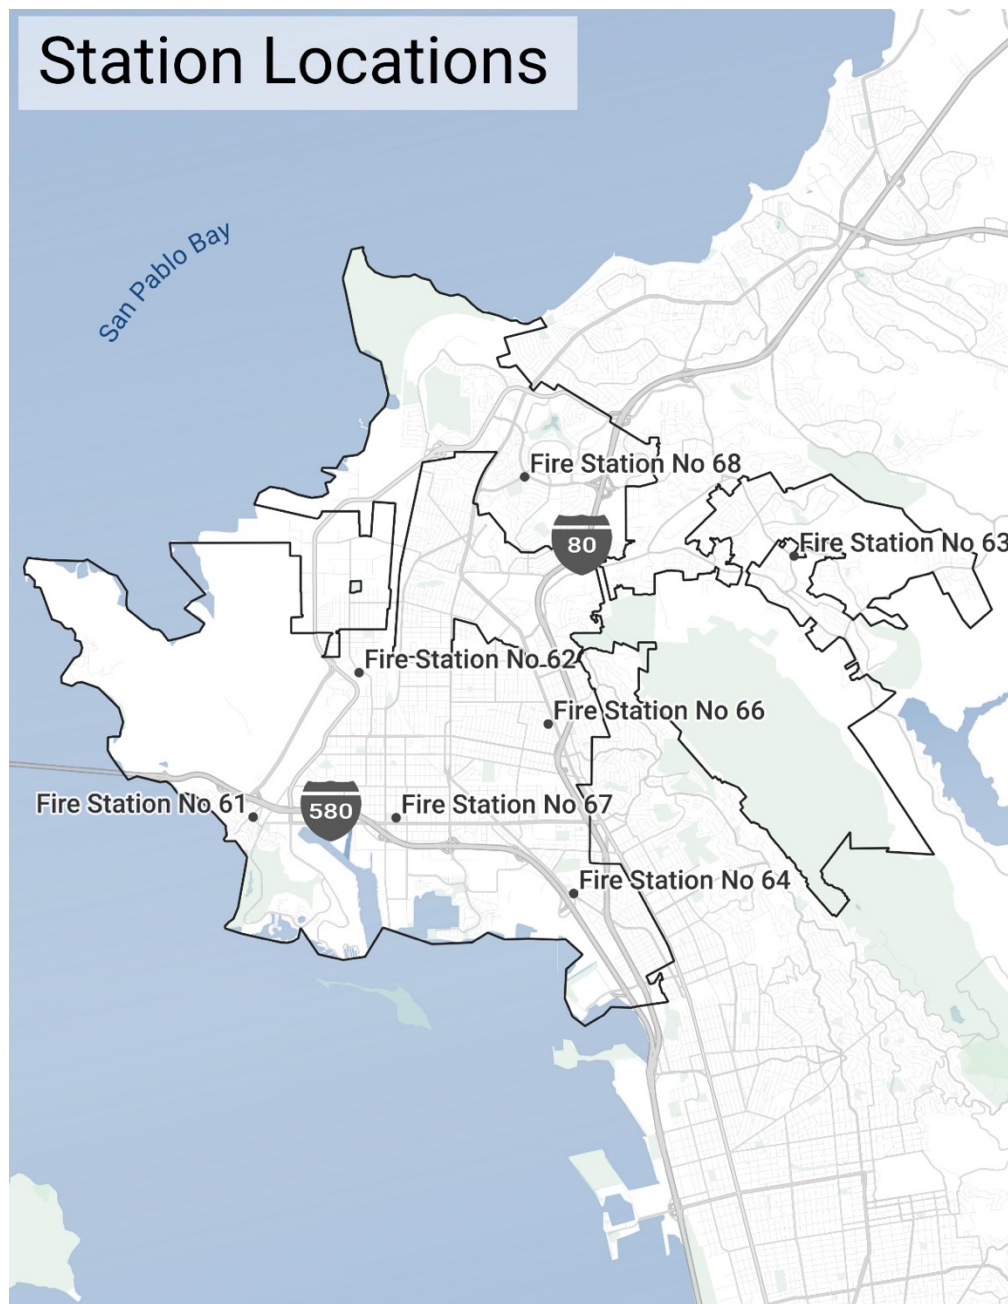 Station Locations
San Pablo Bay
Fire Station No 68
80
Fire Station No 63
Fire Station No 62
Fire Station No 66
Fire Station No 61
580
Fire Station No 67
Fire Station No 64